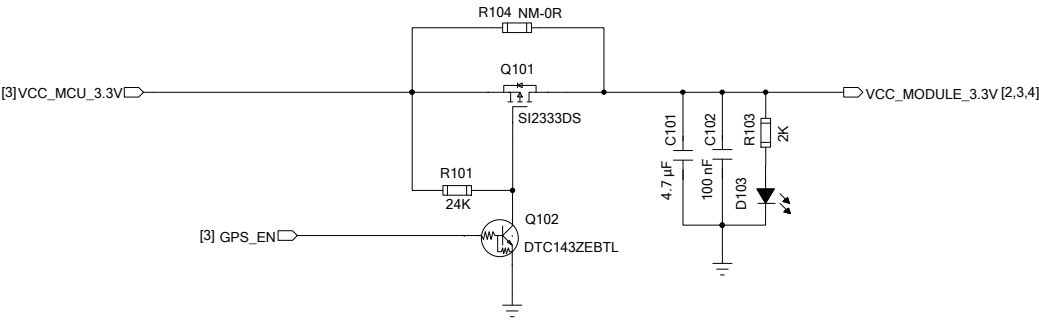 R104 NM-0R
Q101
[3] VCC_MCU_3.3V
VCC_MODULE_3.3V [2,3,4]
SI2333DS
C101
4.7 µF
C102
100 nF
R103
2K
D103
R101
24K
Q102
[3] GPS_EN
DTC143ZEBTL